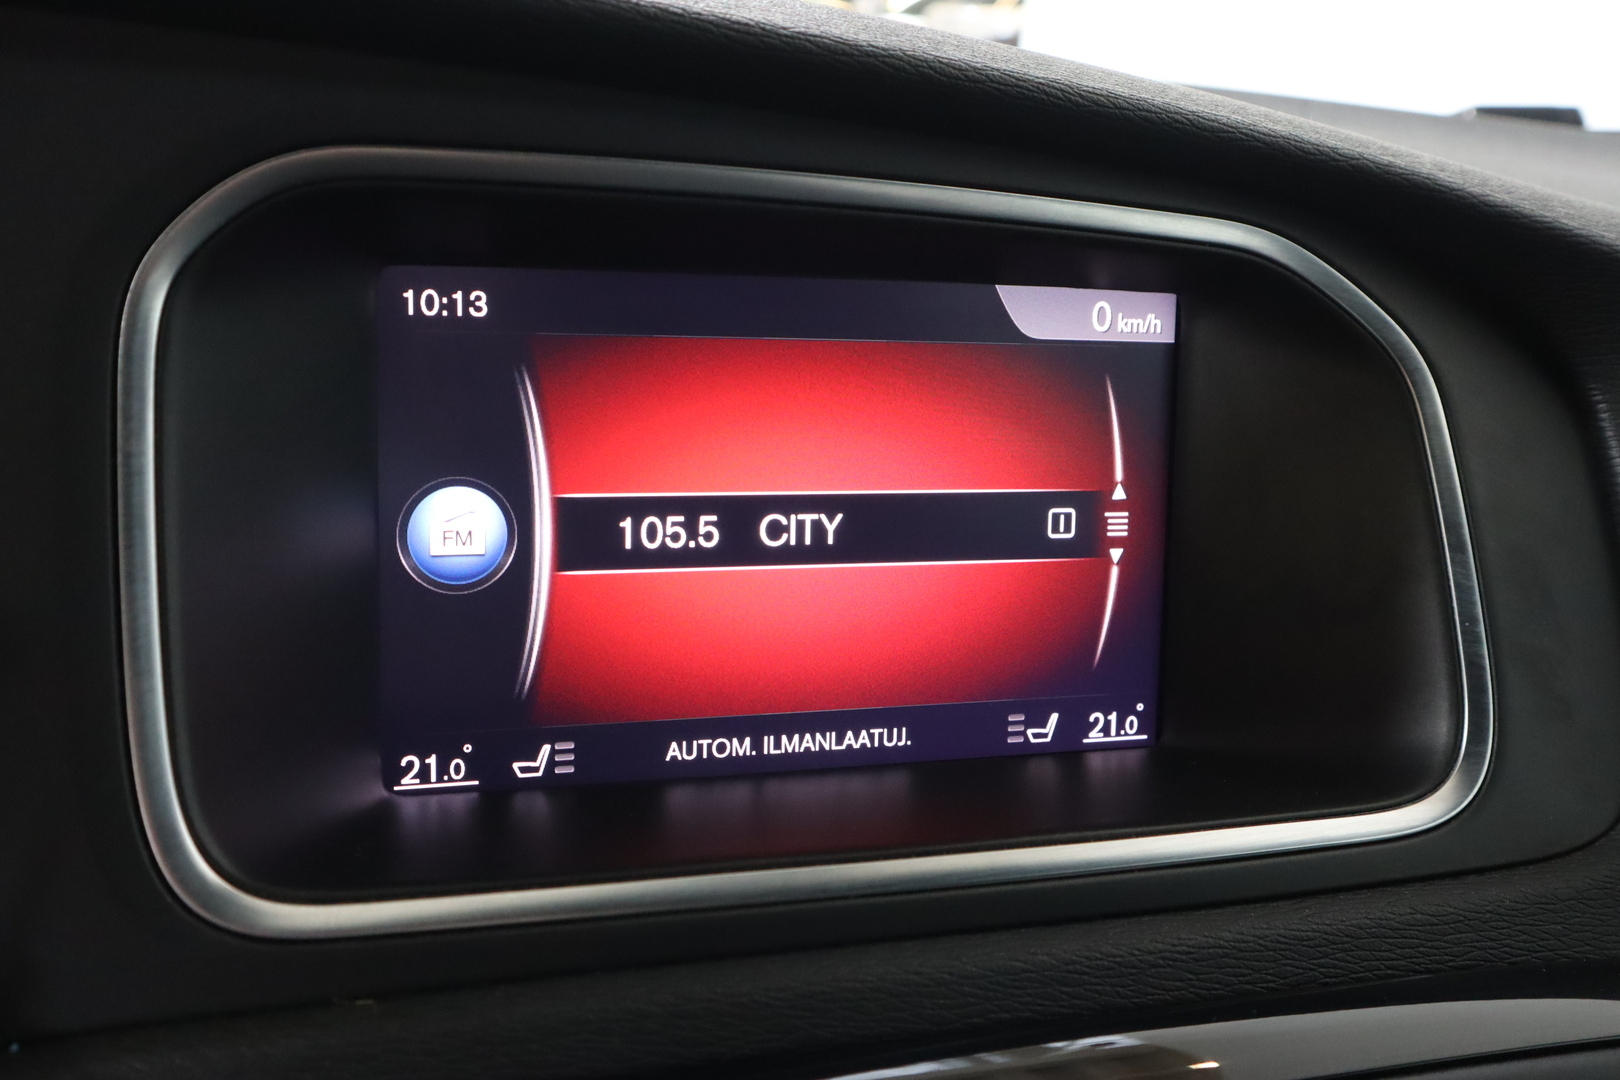 10:13
0 km/h
FM
105.5 CITY
21.0°
AUTOM. ILMANLAATUJ.
21.0°